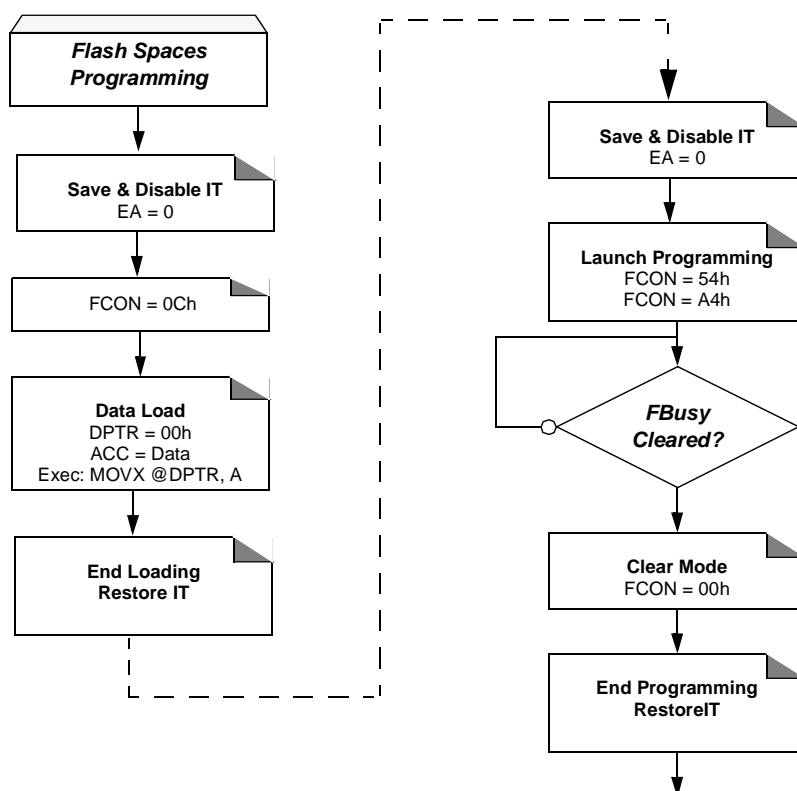 Flash Spaces
Programming
Save & Disable IT
EA = 0
FCON = 0Ch
Data Load
DPTR = 00h
ACC = Data
Exec: MOVX @DPTR, A
End Loading
Restore IT
Save & Disable IT
EA = 0
Launch Programming
FCON = 54h
FCON = A4h
FBusy
Cleared?
Clear Mode
FCON = 00h
End Programming
RestoreIT